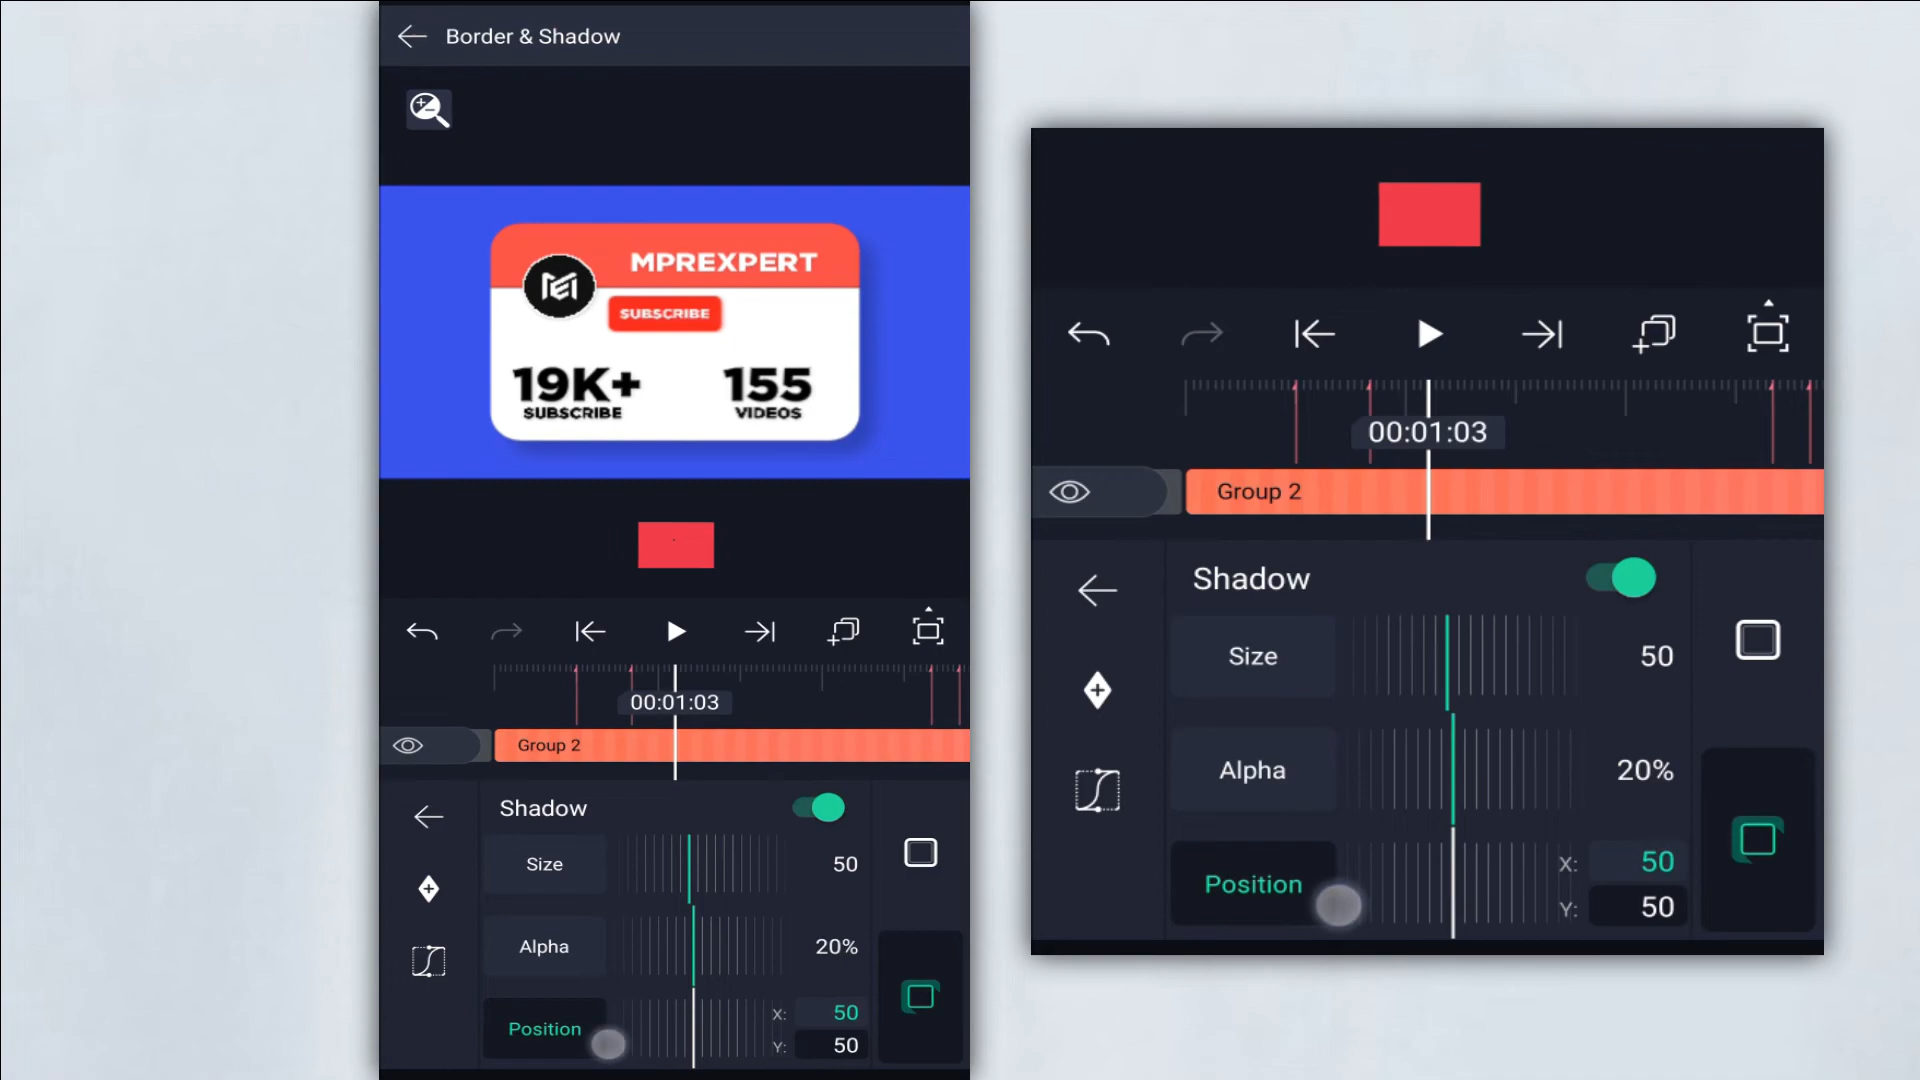 Border & Shadow
MPREXPERT
SUBSCRIBE
19K+
SUBSCRIBE
155
VIDEOS
00:01:03
Group 2
Shadow
Size
50
Alpha
20%
Position
X: 50
Y: 50
00:01:03
Group 2
Shadow
Size
50
Alpha
20%
Position
X: 50
Y: 50